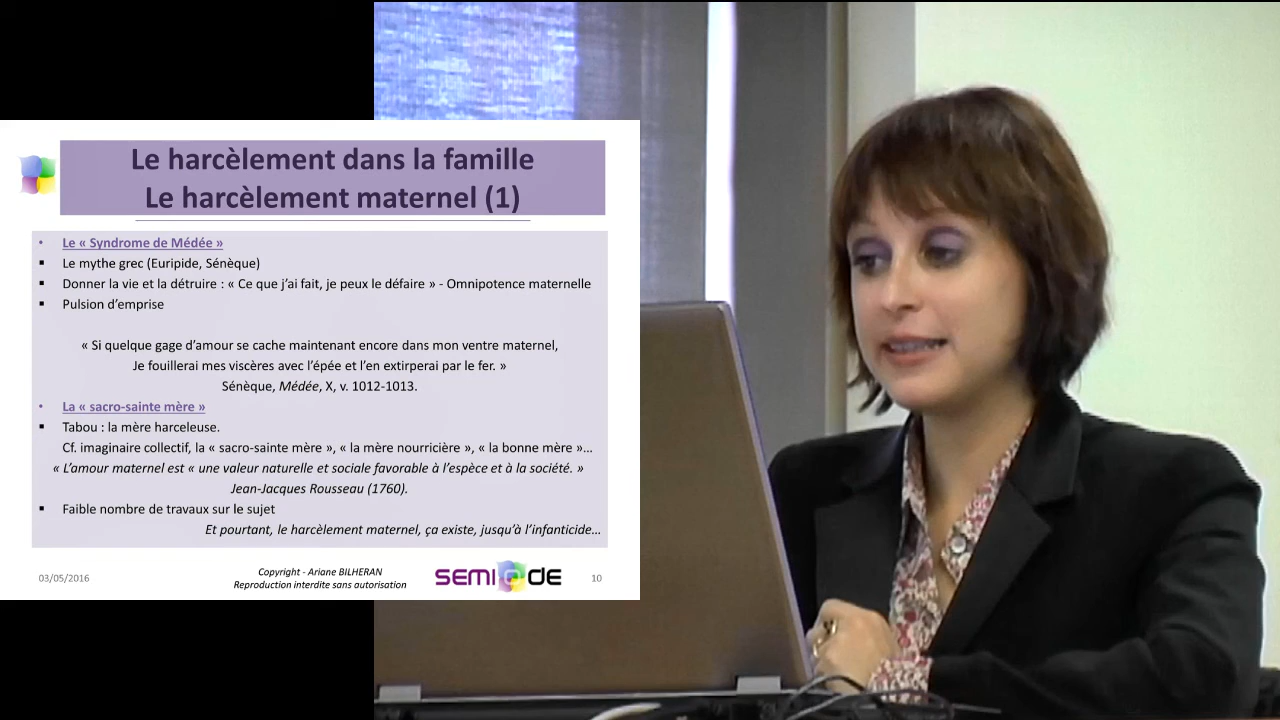 Le harcèlement dans la famille
Le harcèlement maternel (1)
• Le « Syndrome de Médée »
▪ Le mythe grec (Euripide, Sénèque)
▪ Donner la vie et la détruire : « Ce que j’ai fait, je peux le défaire » - Omnipotence maternelle
▪ Pulsion d’emprise
« Si quelque gage d’amour se cache maintenant encore dans mon ventre maternel,
Je fouillerai mes viscères avec l’épée et l’en extirperai par le fer. »
Sénèque, Médée, X, v. 1012-1013.
• La « sacro-sainte mère »
▪ Tabou : la mère harceleuse.
Cf. imaginaire collectif, la « sacro-sainte mère », « la mère nourricière », « la bonne mère »…
« L’amour maternel est « une valeur naturelle et sociale favorable à l’espèce et à la société. »
Jean-Jacques Rousseau (1760).
▪ Faible nombre de travaux sur le sujet
Et pourtant, le harcèlement maternel, ça existe, jusqu’à l’infanticide…
03/05/2016
Copyright - Ariane BILHERAN
Reproduction interdite sans autorisation
SEMIODE
10